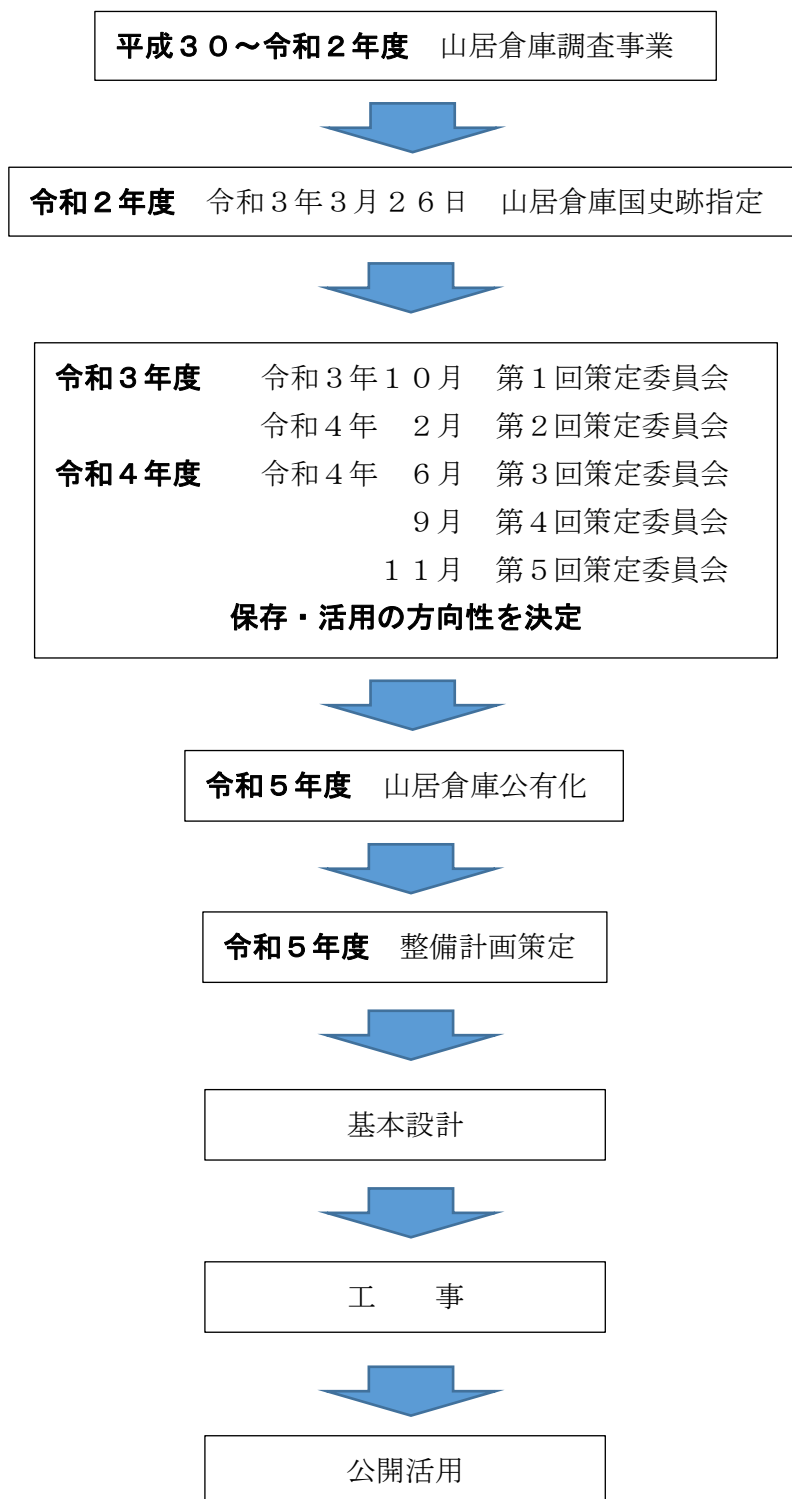 平成３０～令和２年度　山居倉庫調査事業
令和２年度　令和３年３月２６日　山居倉庫国史跡指定
令和３年度　令和３年１０月　第１回策定委員会
令和４年　２月　第２回策定委員会
令和４年度　令和４年　６月　第３回策定委員会
９月　第４回策定委員会
１１月　第５回策定委員会
保存・活用の方向性を決定
令和５年度　山居倉庫公有化
令和５年度　整備計画策定
基本設計
工　　事
公開活用